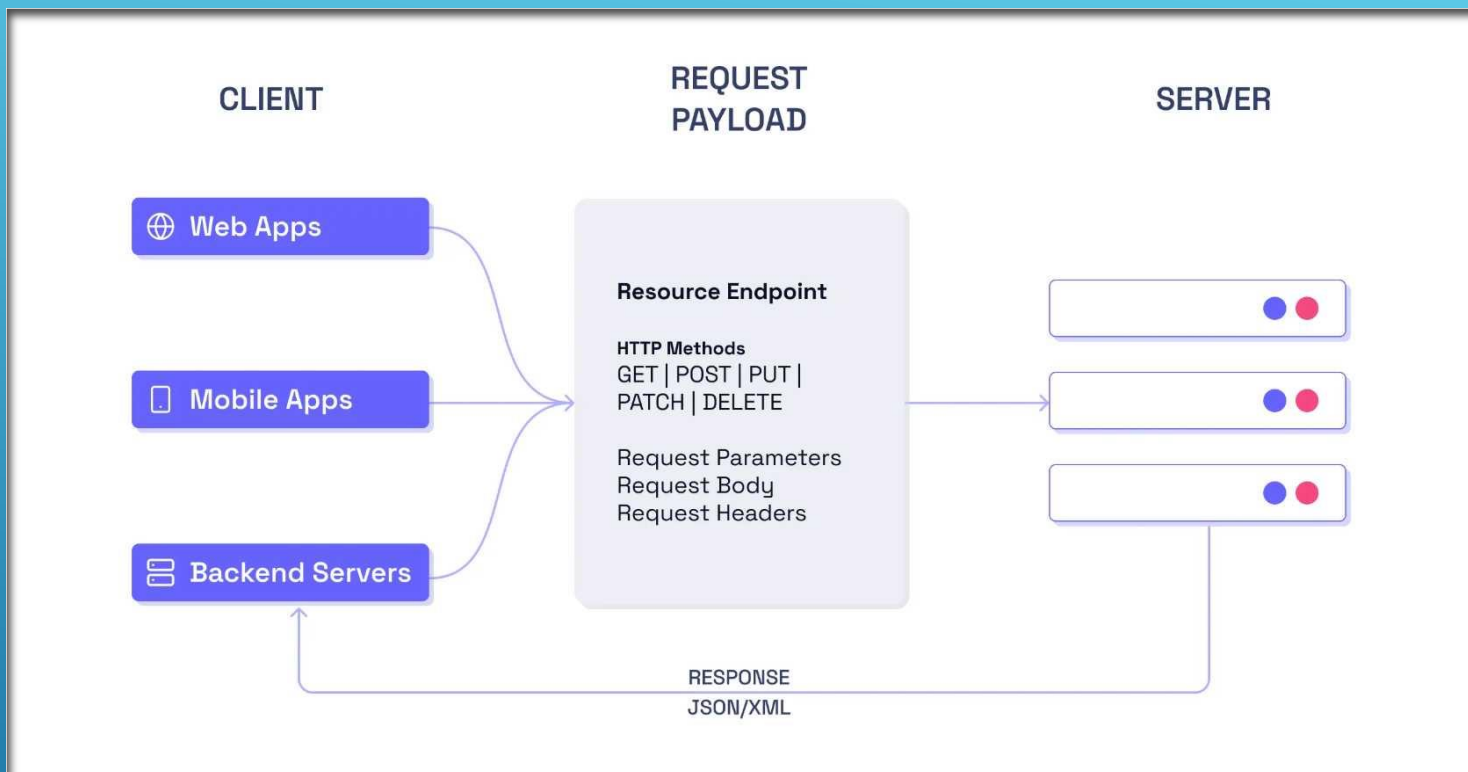 CLIENT
REQUEST
PAYLOAD
SERVER
Web Apps
Mobile Apps
Backend Servers
Resource Endpoint
HTTP Methods
GET | POST | PUT |
PATCH | DELETE
Request Parameters
Request Body
Request Headers
RESPONSE
JSON/XML